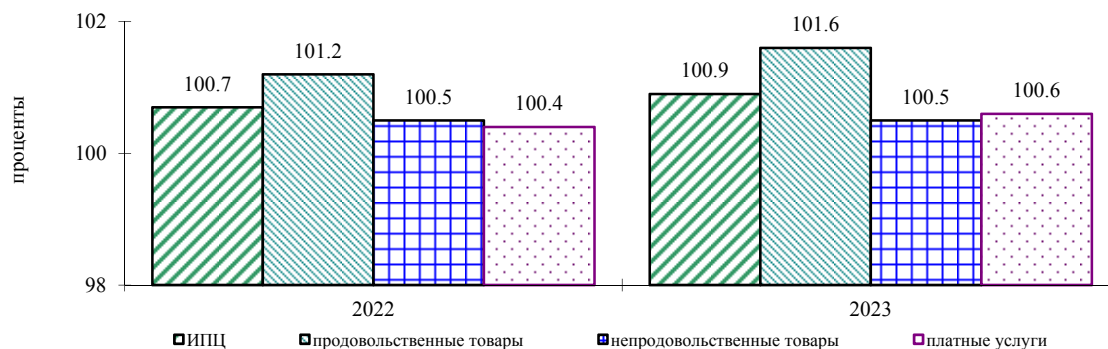 102
101.6
101.2
100.9
100.7
100.5
100.4
100.5
100.6
проценты
100
98
2022
2023
ИПЦ
продовольственные товары
непродовольственные товары
платные услуги